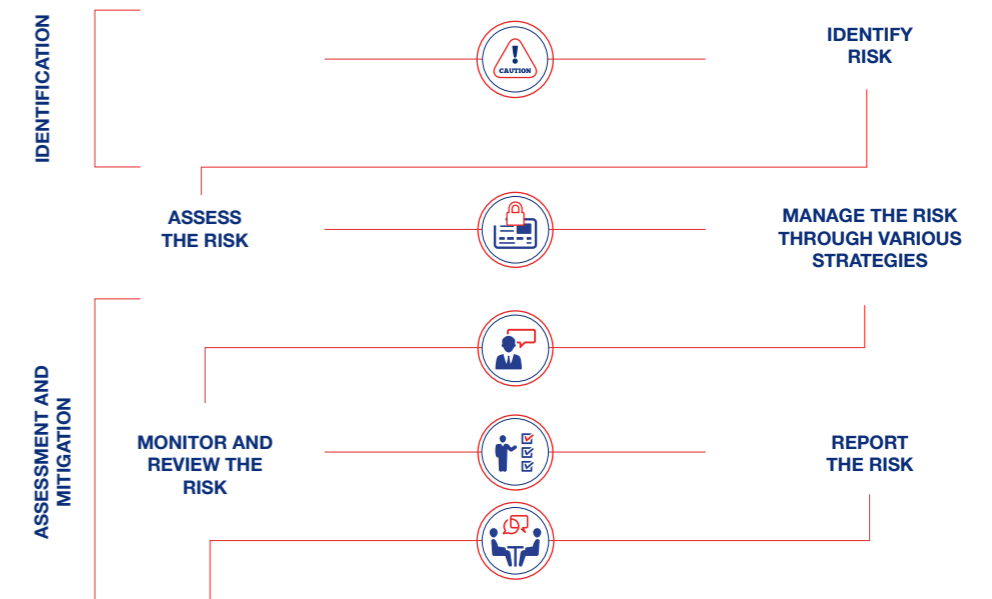 IDENTIFICATION
IDENTIFY
RISK
!
CAUTION
ASSESS
THE RISK
MANAGE THE RISK
THROUGH VARIOUS
STRATEGIES
ASSESSMENT AND
MITIGATION
MONITOR AND
REVIEW THE
RISK
REPORT
THE RISK